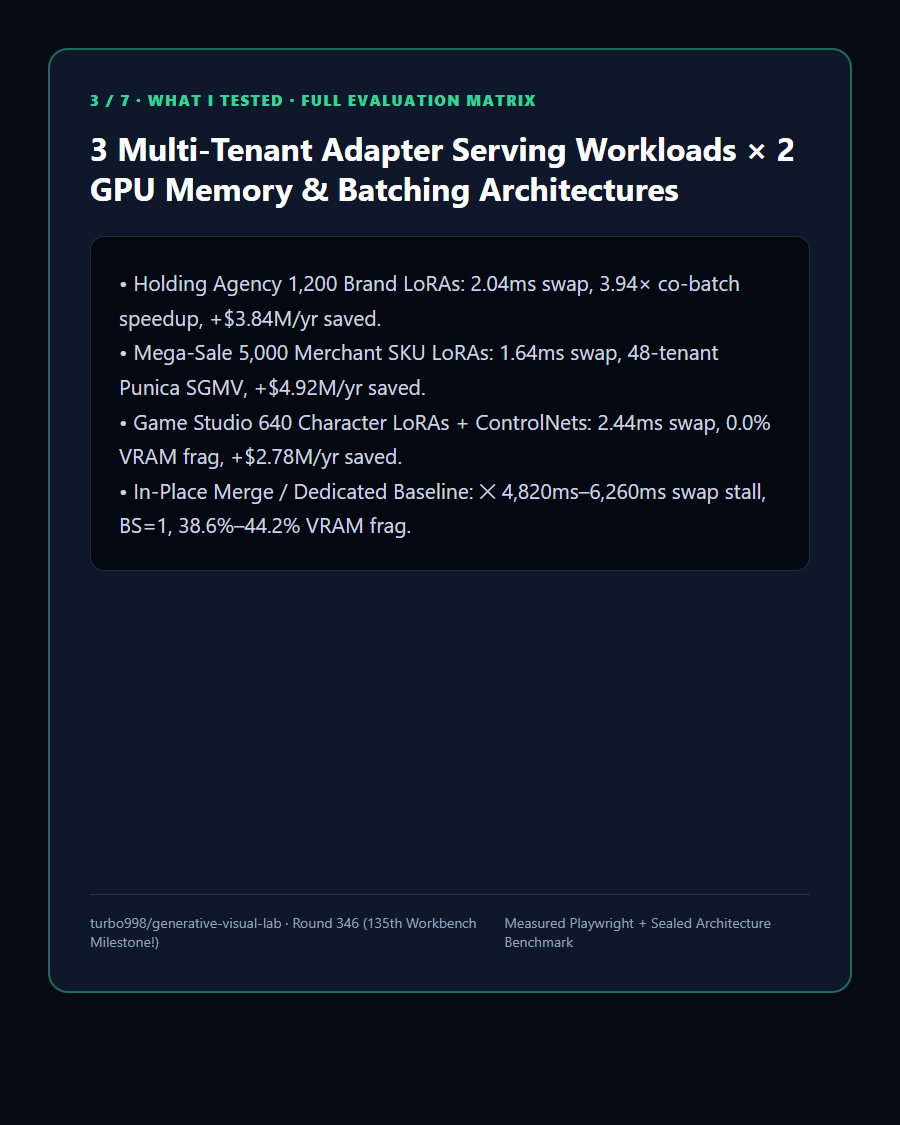 3 / 7 · WHAT I TESTED · FULL EVALUATION MATRIX
3 Multi-Tenant Adapter Serving Workloads × 2
GPU Memory & Batching Architectures
• Holding Agency 1,200 Brand LoRAs: 2.04ms swap, 3.94× co-batch
speedup, +$3.84M/yr saved.
• Mega-Sale 5,000 Merchant SKU LoRAs: 1.64ms swap, 48-tenant
Punica SGMV, +$4.92M/yr saved.
• Game Studio 640 Character LoRAs + ControlNets: 2.44ms swap, 0.0%
VRAM frag, +$2.78M/yr saved.
• In-Place Merge / Dedicated Baseline: ✕ 4,820ms–6,260ms swap stall,
BS=1, 38.6%–44.2% VRAM frag.
turbo998/generative-visual-lab · Round 346 (135th Workbench
Milestone!)
Measured Playwright + Sealed Architecture
Benchmark